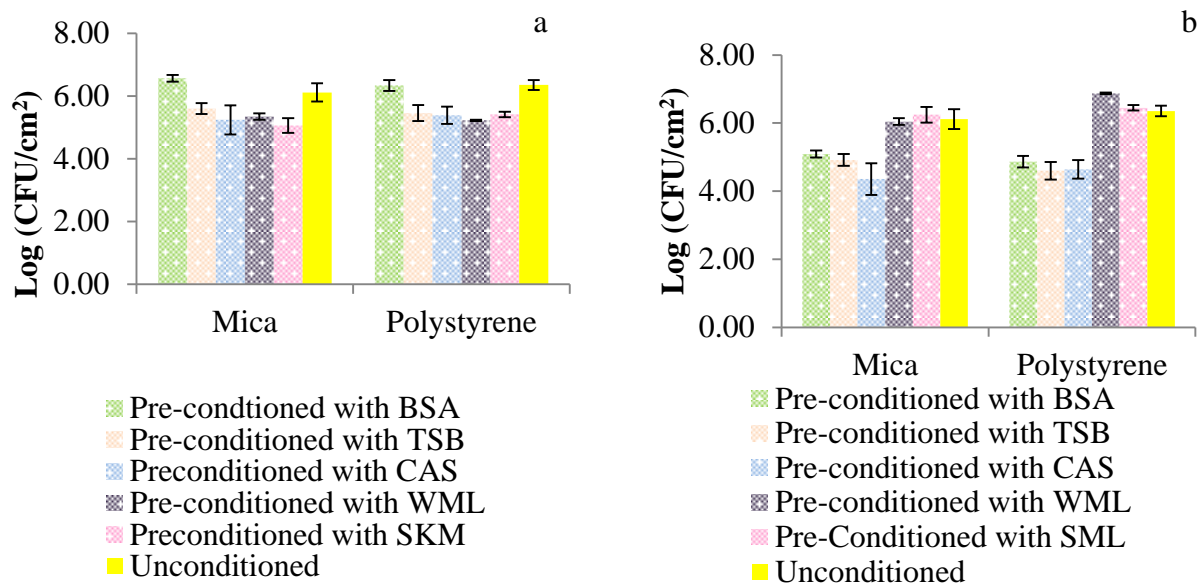 a
Log (CFU/cm²)
8.00
6.00
4.00
2.00
0.00
Mica Polystyrene
Pre-condtioned with BSA
Pre-conditioned with TSB
Preconditioned with CAS
Pre-conditioned with WML
Preconditioned with SKM
Unconditioned
b
Log (CFU/cm²)
8.00
6.00
4.00
2.00
0.00
Mica Polystyrene
Pre-conditioned with BSA
Pre-conditioned with TSB
Pre-conditioned with CAS
Pre-conditioned with WML
Pre-Conditioned with SML
Unconditioned